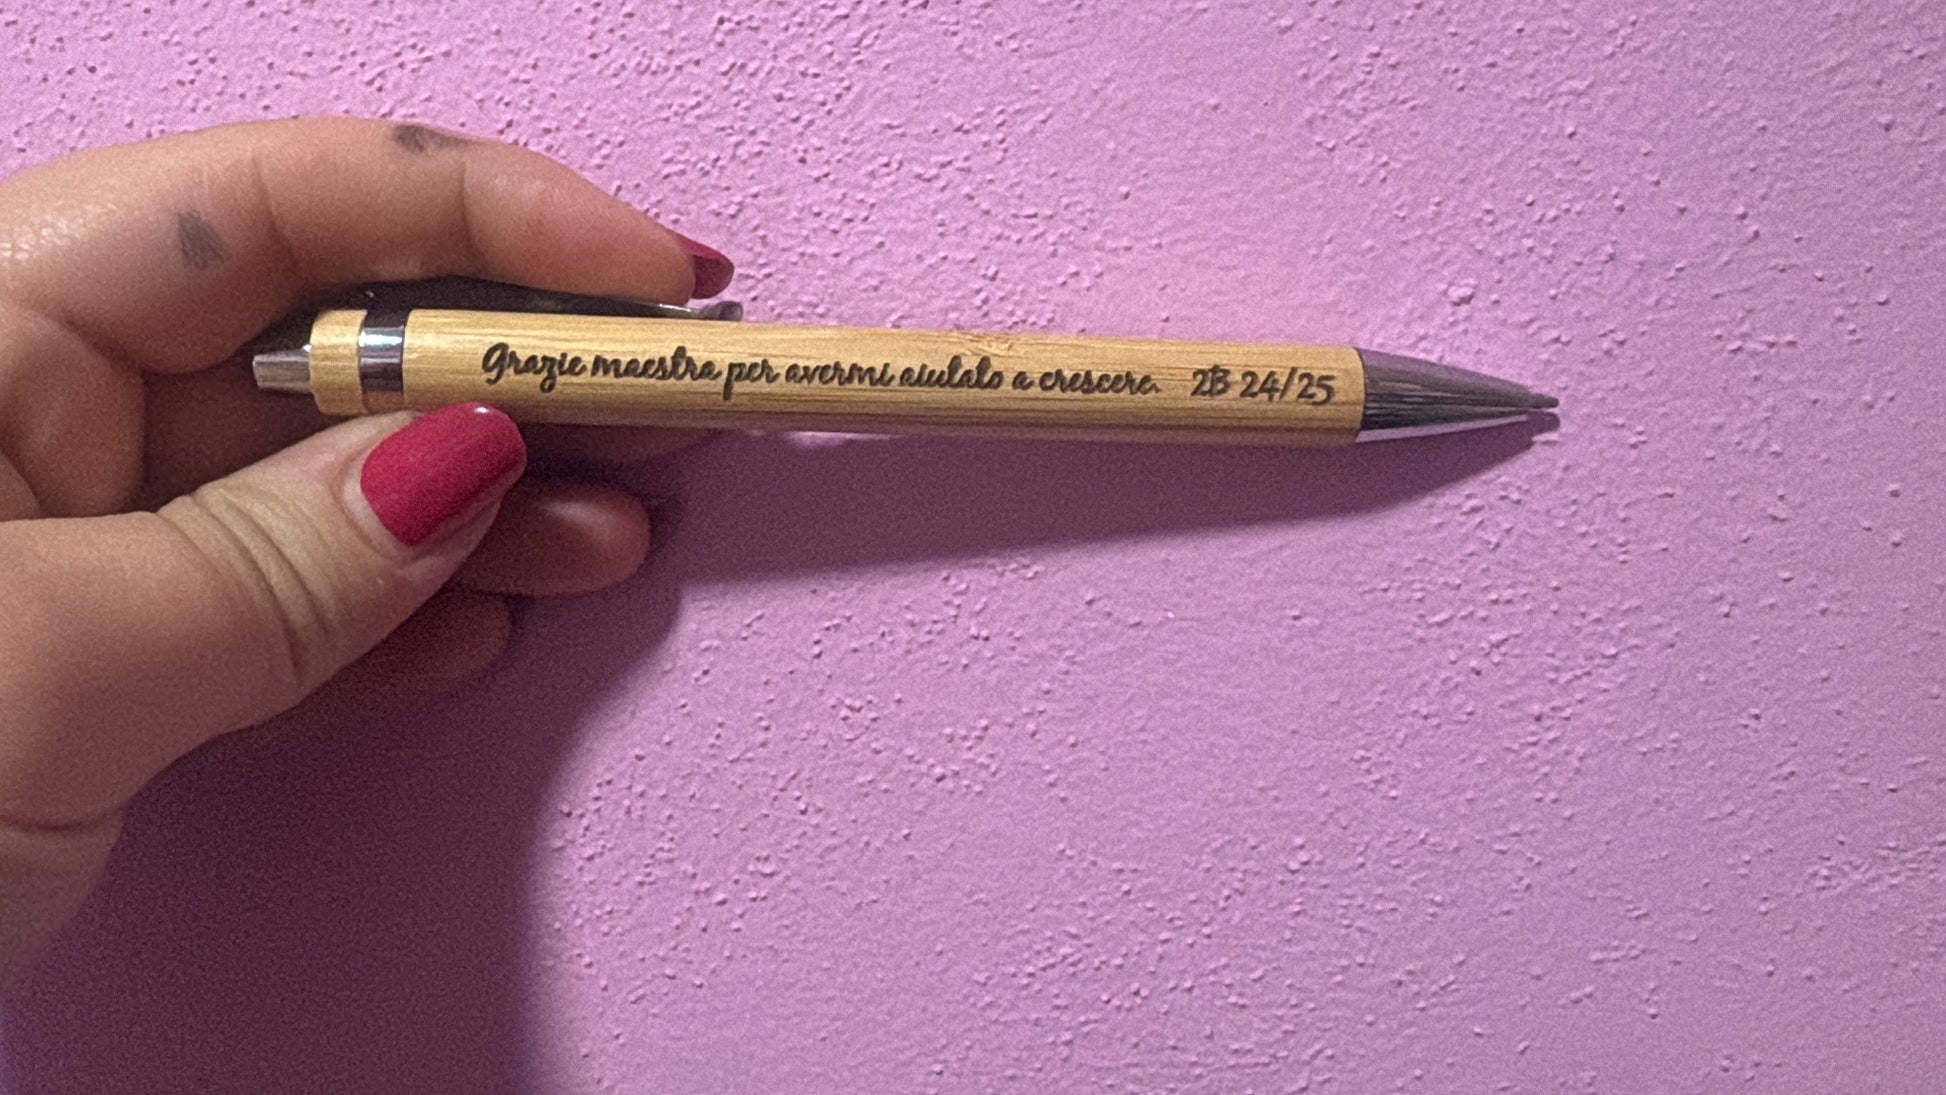 Grazie maestra per avermi aiutato a crescere. 2B 24/25